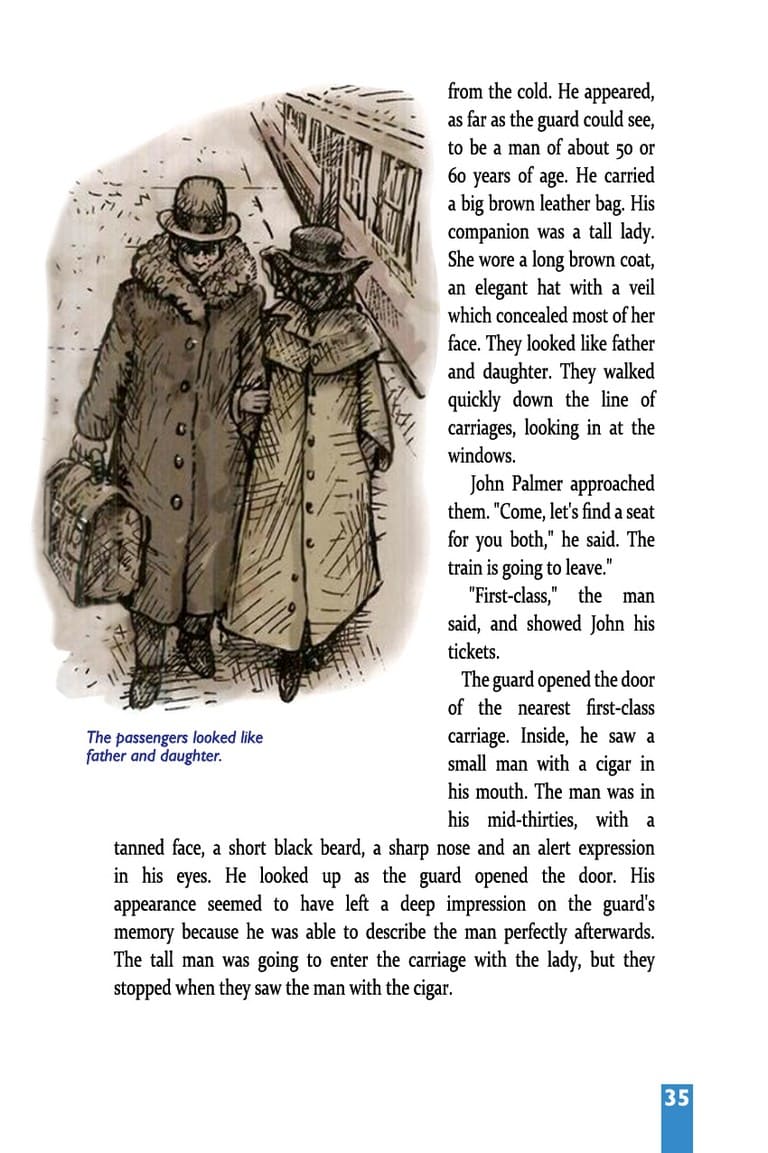 from the cold. He appeared,
as far as the guard could see,
to be a man of about 50 or
60 years of age. He carried
a big brown leather bag. His
companion was a tall lady.
She wore a long brown coat,
an elegant hat with a veil
which concealed most of her
face. They looked like father
and daughter. They walked
quickly down the line of
carriages, looking in at the
windows.
John Palmer approached
them. "Come, let's find a seat
for you both," he said. The
train is going to leave."
"First-class," the man
said, and showed John his
tickets.
The guard opened the door
of the nearest first-class
carriage. Inside, he saw a
small man with a cigar in
his mouth. The man was in
his mid-thirties, with a
The passengers looked like
father and daughter.
tanned face, a short black beard, a sharp nose and an alert expression
in his eyes. He looked up as the guard opened the door. His
appearance seemed to have left a deep impression on the guard's
memory because he was able to describe the man perfectly afterwards.
The tall man was going to enter the carriage with the lady, but they
stopped when they saw the man with the cigar.
35